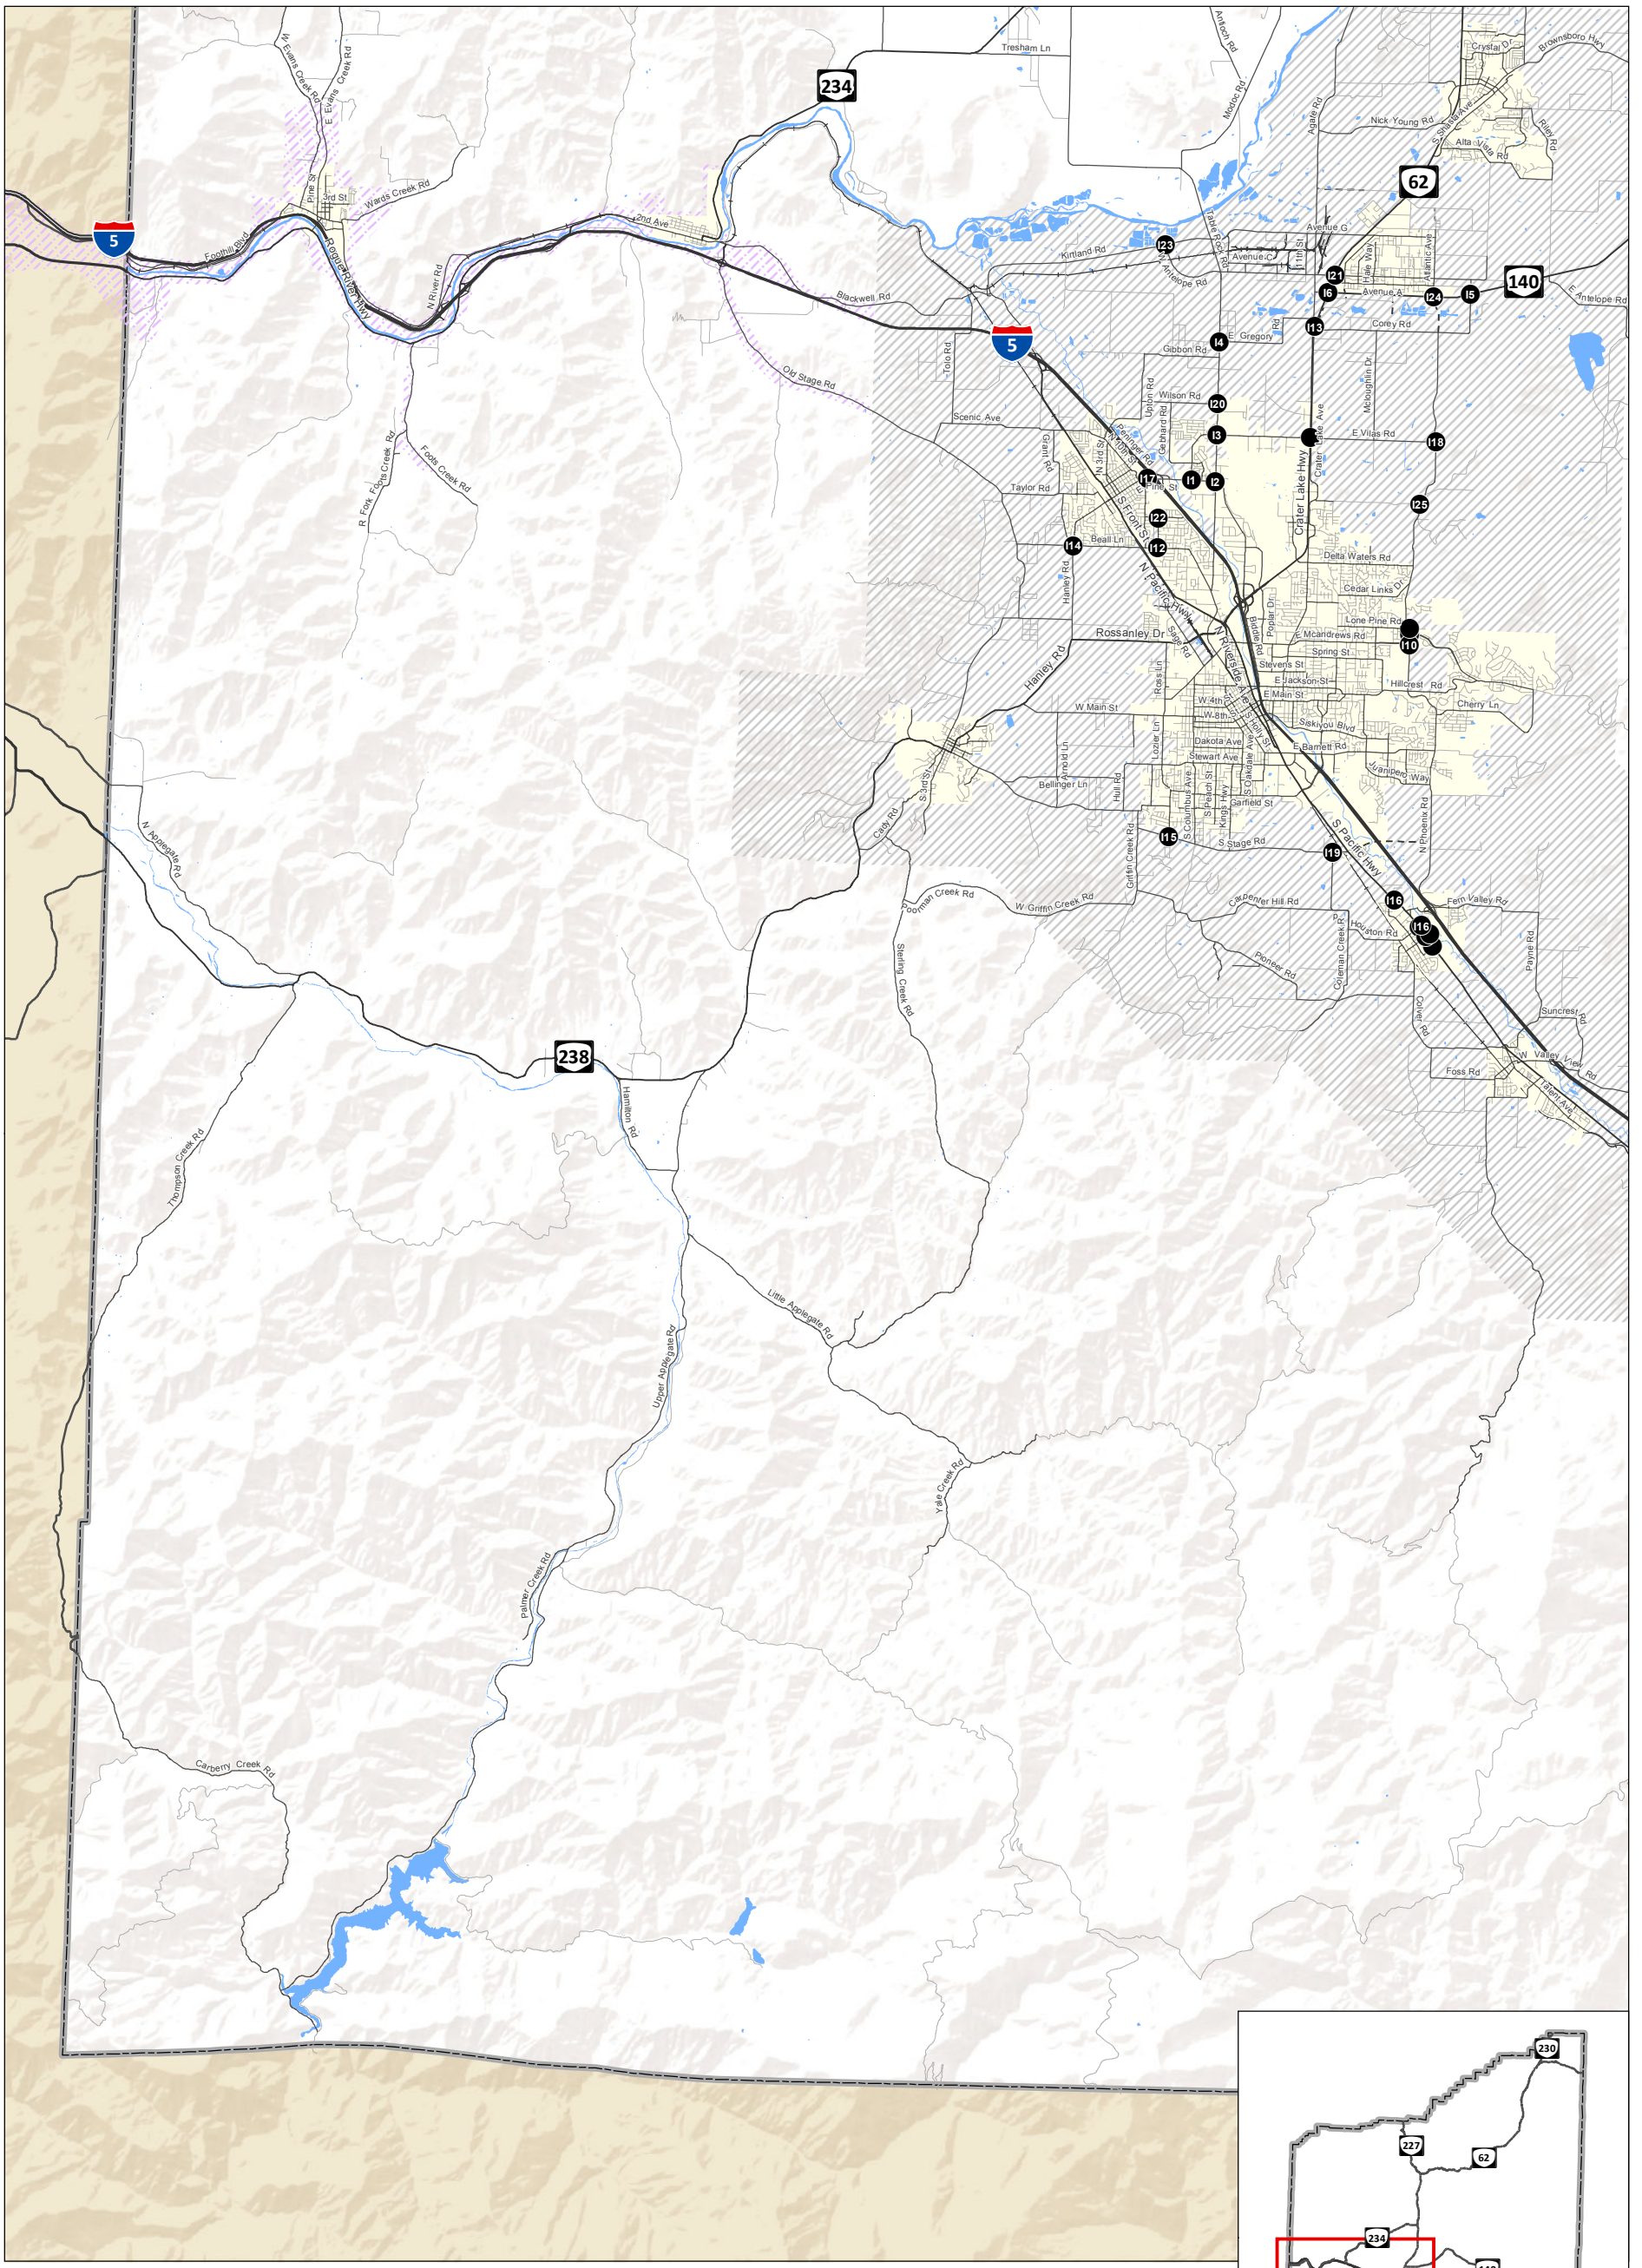 Crystal Dr
Brownsboro Hwy
Antioch Rd
Tresham Ln
W Evans Creek Rd
E Evans Creek Rd
234
Modoc Rd
Agate Rd
Nick Young Rd
S Shasta Ave
Riley Rd
Alta Vista Rd
62
Pine St
3rd St
Wards Creek Rd
5
Foothill Blvd
Rogue River Hwy
N River Rd
2nd Ave
Table Rock Rd
Avenue G
11th St
Hale Way
Atlantic Ave
I23
Kirtland Rd
Avenue C
W Antelope Rd
I21
140
I6
Avenue A
I24
I5
E Antelope Rd
Blackwell Rd
I13
Corey Rd
5
I4
E Gregory Rd
Gibbon Rd
Tolo Rd
Old Stage Rd
Mcloughlin Dr
Upton Rd
Wilson Rd
I20
Gebhard Rd
Scenic Ave
Peninger Rd
N 10th St
N 3rd St
I3
Crater Lake Ave
E Vilas Rd
I18
Grant Rd
R Fork Foots Creek Rd
Foots Creek Rd
Crater Lake Hwy
I17
I1
I2
E Pine St
Taylor Rd
S Front St
I25
I22
I14
Beall Ln
I12
Delta Waters Rd
Hanley Rd
N Pacific Hwy
Cedar Links Dr
Poplar Dr
Biddle Rd
Lone Pine Rd
Rossanley Dr
Sage Rd
N Riverside Ave
E Mcandrews Rd
I10
Spring St
Hanley Rd
Ross Ln
Stevens St
E Jackson St
Hillcrest Rd
E Main St
W 4th
Cherry Ln
W Main St
W 8th
S Holly St
Siskiyou Blvd
Dakota Ave
E Barnett Rd
Lozier Ln
Stewart Ave
S Oakdale Ave
Arnold Ln
Juanipero Way
S 3rd St
Bellinger Ln
Hull Rd
S Columbus Ave
S Peach St
Kings Hwy
Garfield St
N Phoenix Rd
Cady Rd
I15
S Stage Rd
I19
S Pacific Hwy
N Applegate Rd
Griffin Creek Rd
Poorman Creek Rd
W Griffin Creek Rd
Carpenter Hill Rd
I16
Fern Valley Rd
I16
Houston Rd
Payne Rd
Sterling Creek Rd
Pioneer Rd
Coleman Creek R
Colver Rd
Suncrest Rd
238
W Valley View Rd
Foss Rd
Talent Ave
Hamilton Rd
Thompson Creek Rd
Little Applegate Rd
Upper Applegate Rd
Yale Creek Rd
Palmer Creek Rd
Carberry Creek Rd
230
227
62
234